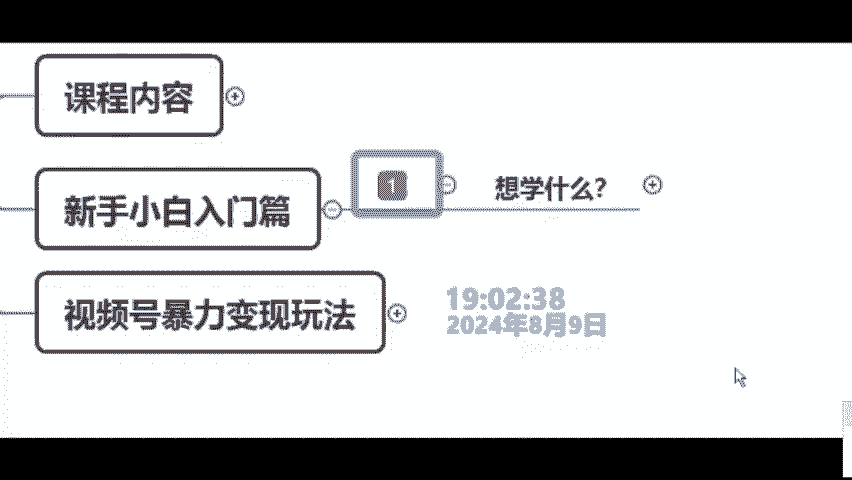 课程内容
新手小白入门篇
1
想学什么?
视频号暴力变现玩法
19:02:38
2024年8月9日